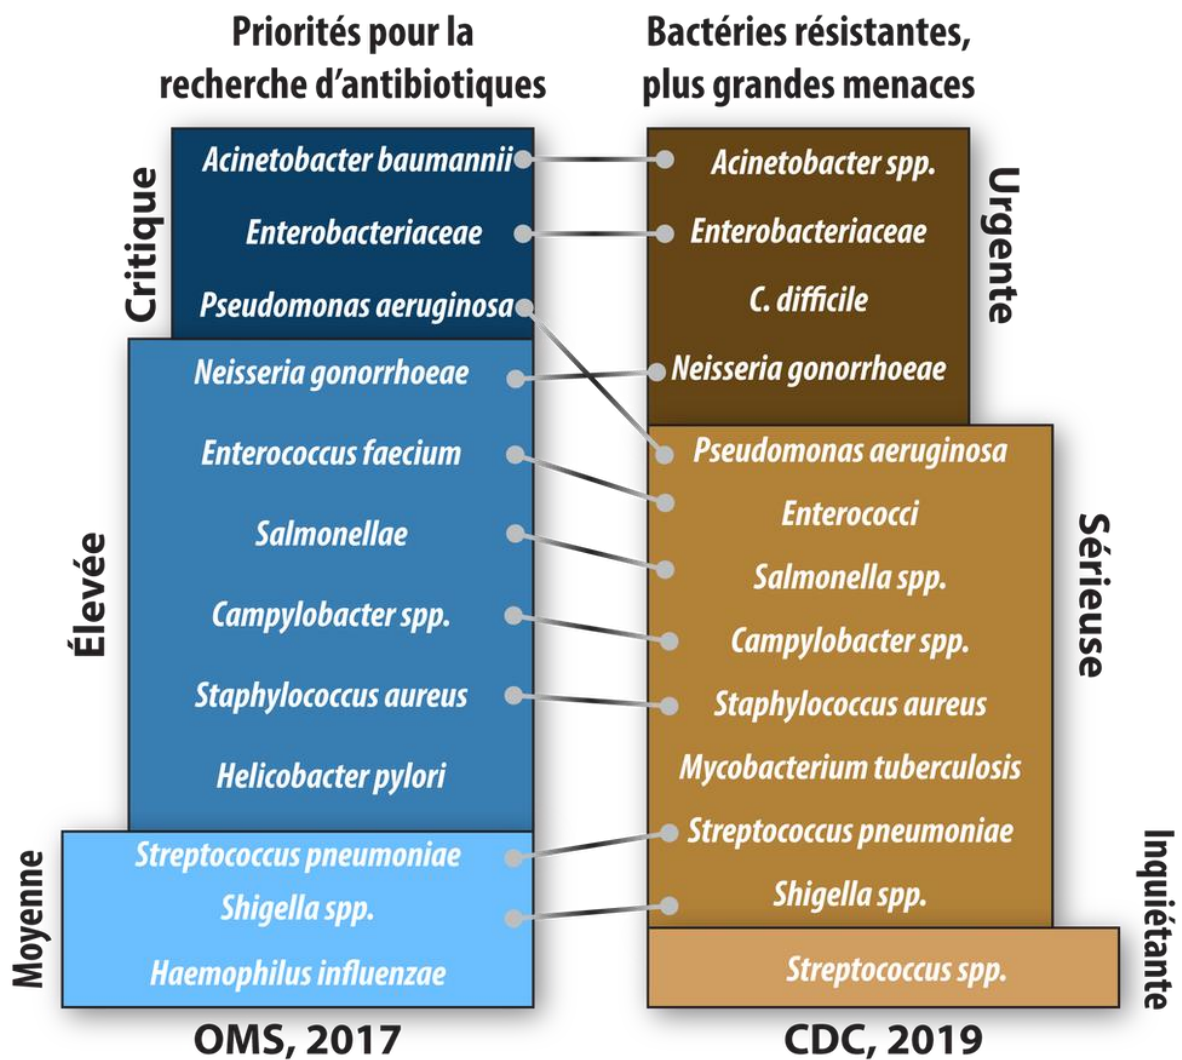 Priorités pour la
recherche d'antibiotiques
Critique
Acinetobacter baumannii
Enterobacteriaceae
Pseudomonas aeruginosa
Élevée
Neisseria gonorrhoeae
Enterococcus faecium
Salmonellae
Campylobacter spp.
Staphylococcus aureus
Helicobacter pylori
Moyenne
Streptococcus pneumoniae
Shigella spp.
Haemophilus influenzae
OMS, 2017
Bactéries résistantes,
plus grandes menaces
Urgente
Acinetobacter spp.
Enterobacteriaceae
C. difficile
Neisseria gonorrhoeae
Sérieuse
Pseudomonas aeruginosa
Enterococci
Salmonella spp.
Campylobacter spp.
Staphylococcus aureus
Mycobacterium tuberculosis
Streptococcus pneumoniae
Shigella spp.
Inquiétante
Streptococcus spp.
CDC, 2019